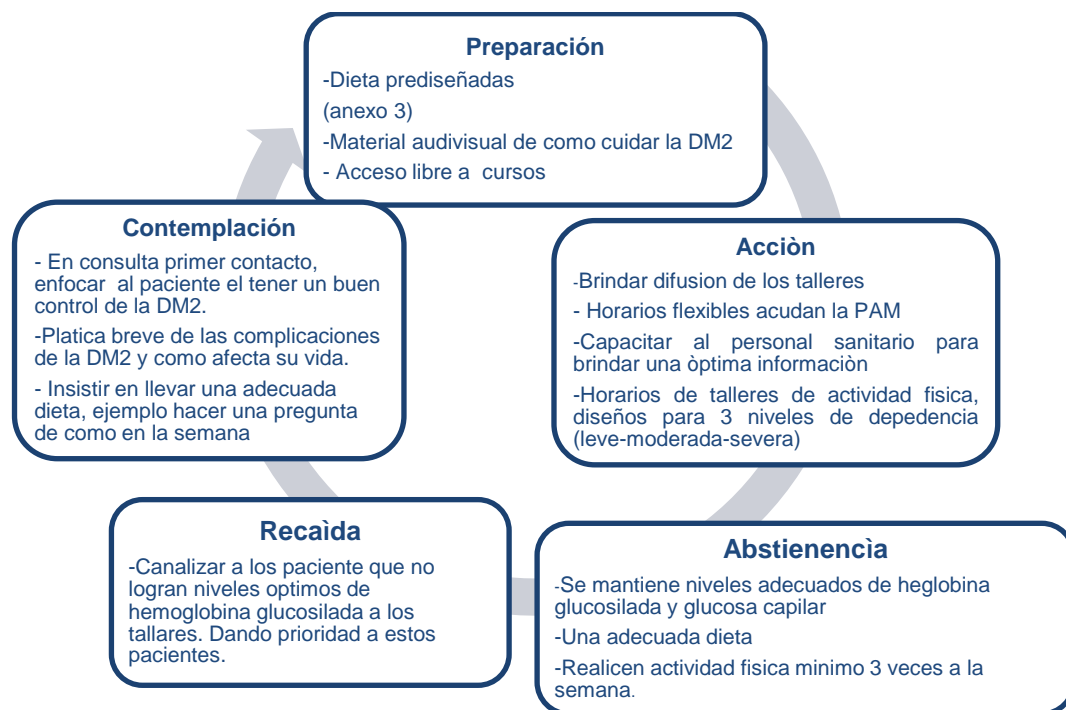 Preparación
-Dieta prediseñadas
(anexo 3)
-Material audivisual de como cuidar la DM2
- Acceso libre a cursos
Contemplación
- En consulta primer contacto,
enfocar al paciente el tener un buen
control de la DM2.
-Platica breve de las complicaciones
de la DM2 y como afecta su vida.
- Insistir en llevar una adecuada
dieta, ejemplo hacer una pregunta
de como en la semana
Acciòn
-Brindar difusion de los talleres
- Horarios flexibles acudan la PAM
-Capacitar al personal sanitario para
brindar una òptima informaciòn
-Horarios de talleres de actividad fisica,
diseños para 3 niveles de depedencia
(leve-moderada-severa)
Recaìda
-Canalizar a los paciente que no
logran niveles optimos de
hemoglobina glucosilada a los
tallares. Dando prioridad a estos
pacientes.
Abstienencìa
-Se mantiene niveles adecuados de heglobina
glucosilada y glucosa capilar
-Una adecuada dieta
-Realicen actividad fisica minimo 3 veces a la
semana.